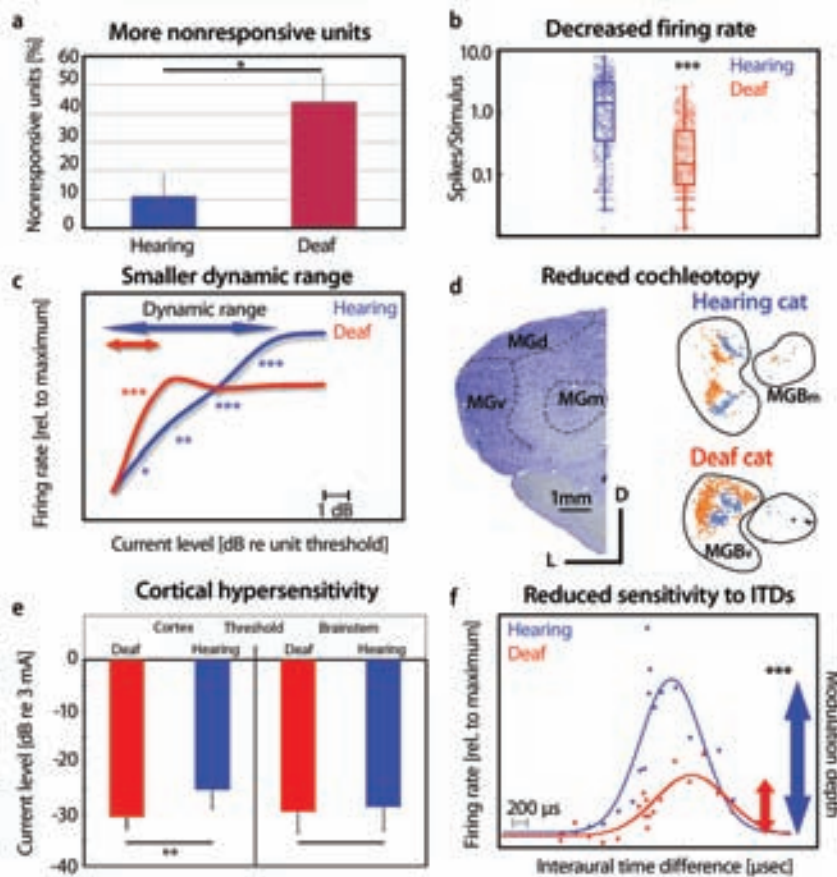 a
More nonresponsive units
Nonresponsive units [%]
60
50
40
30
20
10
0
*
Hearing
Deaf
b
Decreased firing rate
Spikes/Stimulus
10.0
1.0
0.1
***
Hearing
Deaf
c
Smaller dynamic range
Firing rate [rel. to maximum]
Dynamic range
Hearing
Deaf
***
***
***
**
*
1 dB
Current level [dB re unit threshold]
d
Reduced cochleotopy
MGd
MGv
MGm
1mm
D
L
Hearing cat
MGBm
Deaf cat
MGBv
e
Cortical hypersensitivity
Cortex Threshold Brainstem
Deaf Hearing Deaf Hearing
Current level [dB re 3 mA]
0
-10
-20
-30
-40
**
f
Reduced sensitivity to ITDs
Firing rate [rel. to maximum]
Hearing
Deaf
***
Modulation depth
200 µs
Interaural time difference [µsec]